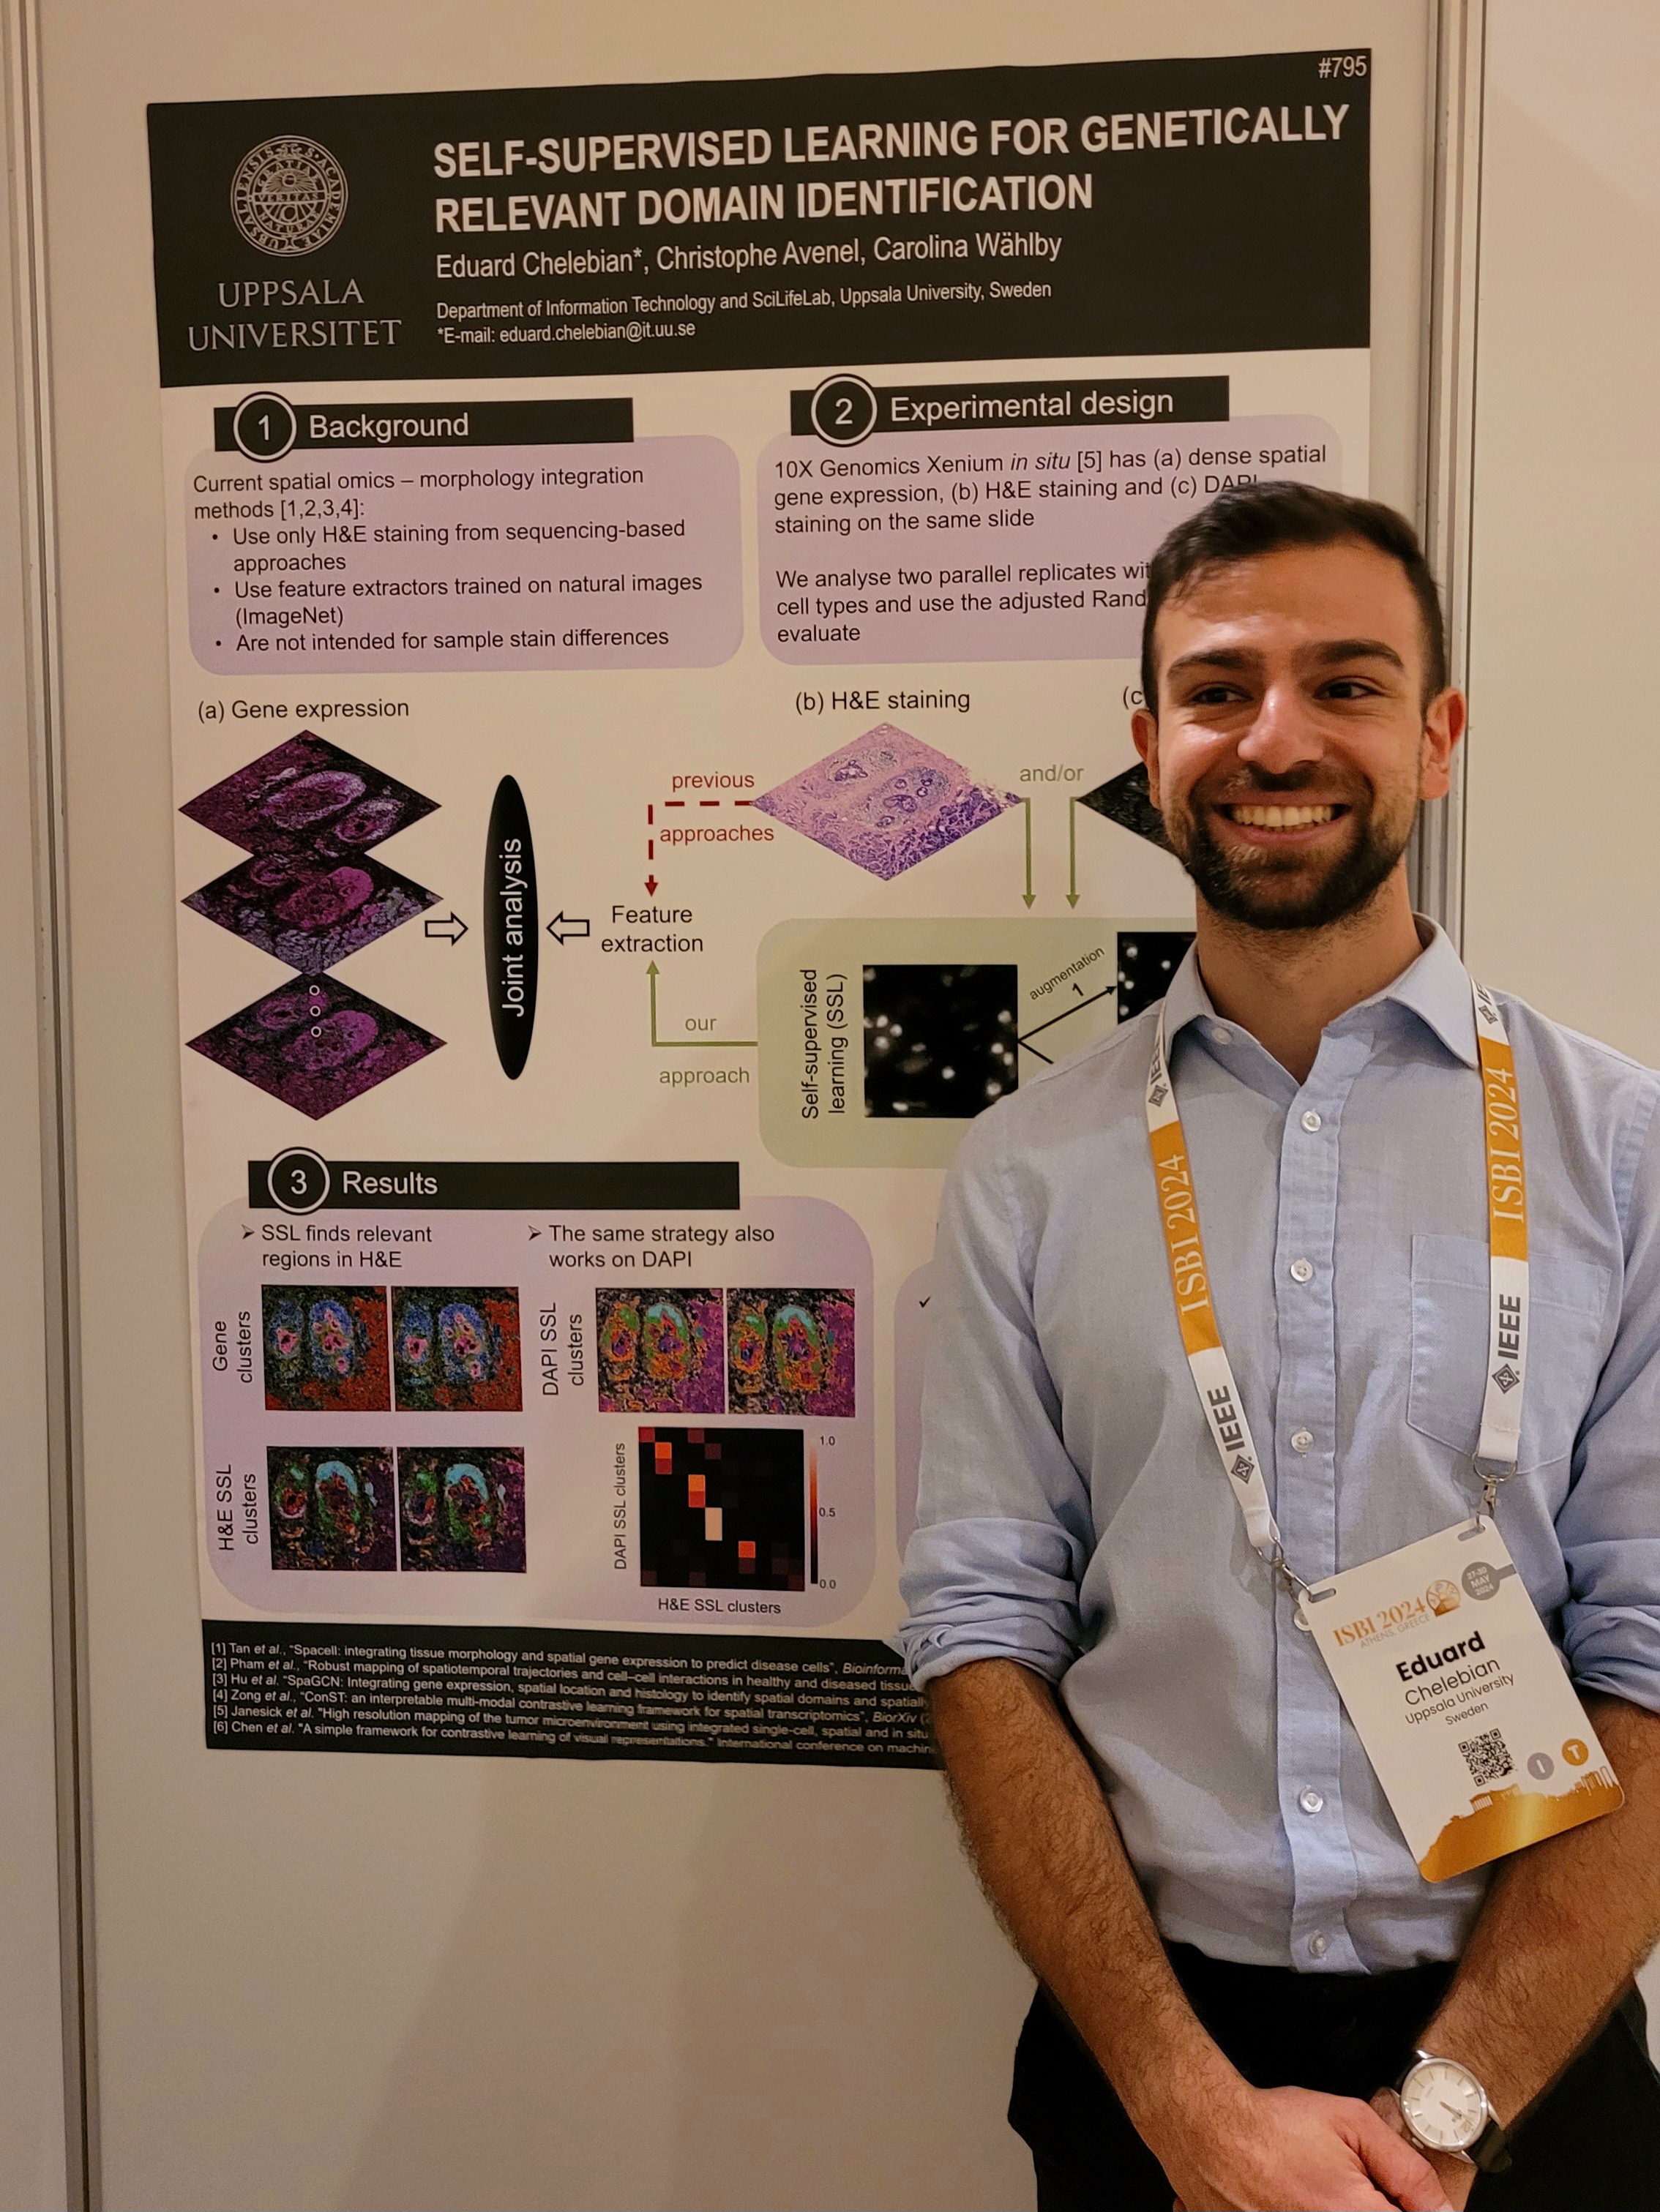 #795
SELF-SUPERVISED LEARNING FOR GENETICALLY
RELEVANT DOMAIN IDENTIFICATION
Eduard Chelebian*, Christophe Avenel, Carolina Wählby
Department of Information Technology and SciLifeLab, Uppsala University, Sweden
*E-mail: eduard.chelebian@it.uu.se
UPPSALA
UNIVERSITET
1 Background
Current spatial omics – morphology integration
methods [1,2,3,4]:
• Use only H&E staining from sequencing-based
approaches
• Use feature extractors trained on natural images
(ImageNet)
• Are not intended for sample stain differences
2 Experimental design
10X Genomics Xenium in situ [5] has (a) dense spatial
gene expression, (b) H&E staining and (c) DAPI
staining on the same slide
We analyse two parallel replicates wit
cell types and use the adjusted Rand
evaluate
(a) Gene expression
(b) H&E staining
(c
previous
approaches
and/or
Joint analysis
Feature
extraction
our
approach
Self-supervised
learning (SSL)
augmentation
1
3 Results
➢ SSL finds relevant
regions in H&E
➢ The same strategy also
works on DAPI
Gene
clusters
DAPI SSL
clusters
H&E SSL
clusters
DAPI SSL clusters
1.0
0.5
0.0
H&E SSL clusters
✓
[1] Tan et al., "Spacell: integrating tissue morphology and spatial gene expression to predict disease cells", Bioinforma
[2] Pham et al., "Robust mapping of spatiotemporal trajectories and cell–cell interactions in healthy and diseased tissue
[3] Hu et al. "SpaGCN: Integrating gene expression, spatial location and histology to identify spatial domains and spatially
[4] Zong et al., "ConST: an interpretable multi-modal contrastive learning framework for spatial transcriptomics", BiorXiv (2
[5] Janesick et al. "High resolution mapping of the tumor microenvironment using integrated single-cell, spatial and in situ
[6] Chen et al. "A simple framework for contrastive learning of visual representations." International conference on machin
IEEE
ISBI 2024
IEEE
ISBI 2024
IEEE
ISBI 2024
ATHENS, GREECE
27-30
MAY
2024
Eduard
Chelebian
Uppsala University
Sweden
I
T